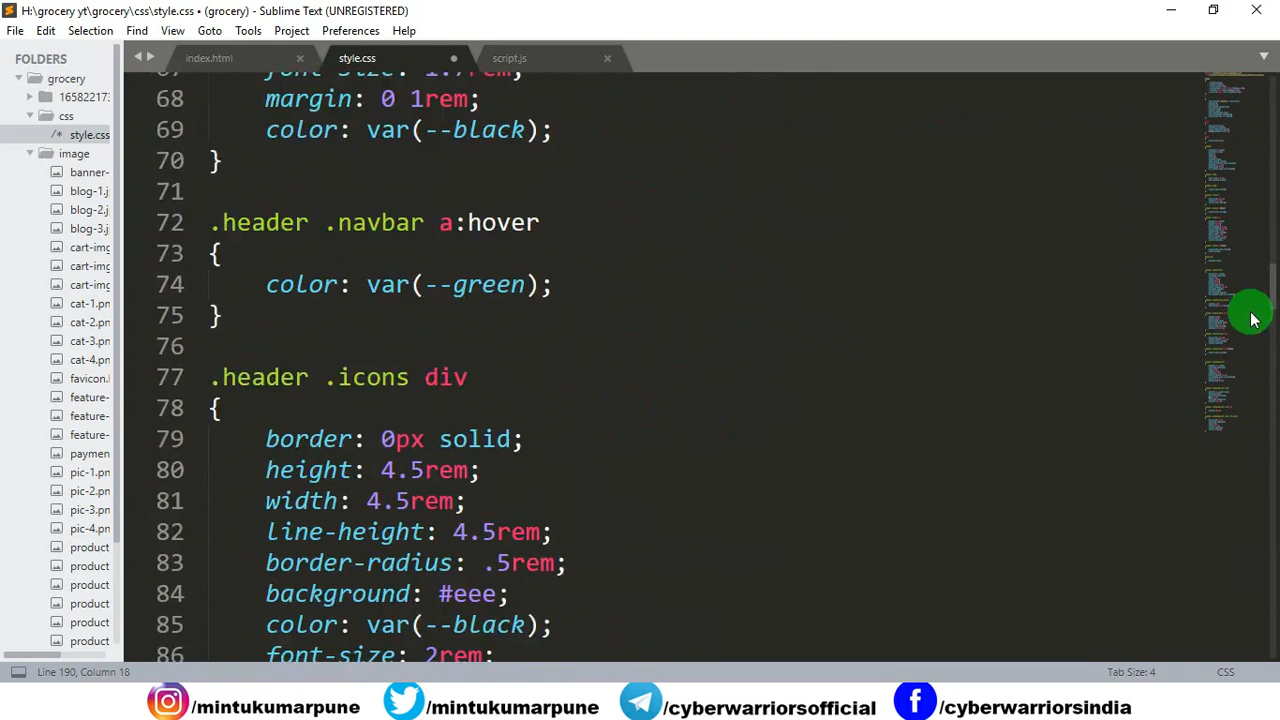 H:\grocery yt\grocery\css\style.css • (grocery) - Sublime Text (UNREGISTERED)
File Edit Selection Find View Goto Tools Project Preferences Help
FOLDERS
grocery
165822173
css
/* style.css
image
banner-
blog-1.j
blog-2.j
blog-3.j
cart-img
cart-img
cart-img
cat-1.pn
cat-2.pn
cat-3.pn
cat-4.pn
favicon.
feature-
feature-
feature-
paymen
pic-1.pn
pic-2.pn
pic-3.pn
pic-4.pn
product
product
product
product
product
product
index.html style.css script.js
67 font-size: 1.7rem;
68 margin: 0 1rem;
69 color: var(--black);
70 }
71
72 .header .navbar a:hover
73 {
74 color: var(--green);
75 }
76
77 .header .icons div
78 {
79 border: 0px solid;
80 height: 4.5rem;
81 width: 4.5rem;
82 line-height: 4.5rem;
83 border-radius: .5rem;
84 background: #eee;
85 color: var(--black);
86 font-size: 2rem;
Line 190, Column 18 Tab Size: 4 CSS
/mintukumarpune /mintukumarpune /cyberwarriorsofficial /cyberwarriorsindia